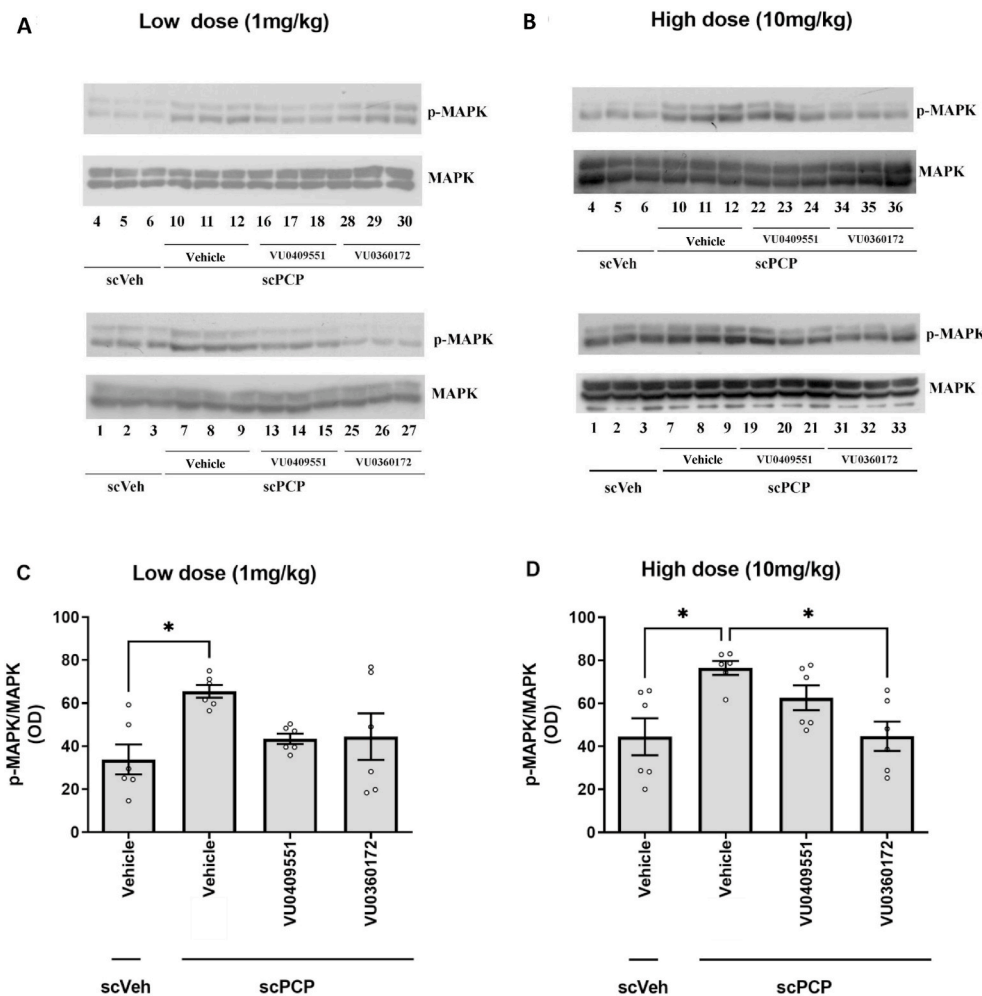 A Low dose (1mg/kg)
p-MAPK
MAPK
4 5 6 10 11 12 16 17 18 28 29 30
Vehicle VU0409551 VU0360172
scVeh scPCP
p-MAPK
MAPK
1 2 3 7 8 9 13 14 15 25 26 27
Vehicle VU0409551 VU0360172
scVeh scPCP
B High dose (10mg/kg)
p-MAPK
MAPK
4 5 6 10 11 12 22 23 24 34 35 36
Vehicle VU0409551 VU0360172
scVeh scPCP
p-MAPK
MAPK
1 2 3 7 8 9 19 20 21 31 32 33
Vehicle VU0409551 VU0360172
scVeh scPCP
C Low dose (1mg/kg)
p-MAPK/MAPK
(OD)
100
80
60
40
20
0
*
Vehicle
Vehicle
VU0409551
VU0360172
scVeh scPCP
D High dose (10mg/kg)
p-MAPK/MAPK
(OD)
100
80
60
40
20
0
* *
Vehicle
Vehicle
VU0409551
VU0360172
scVeh scPCP